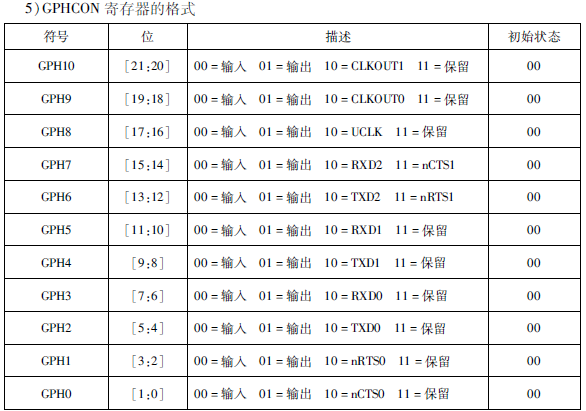 5)GPHCON 寄存器的格式
符号 位 描述 初始状态
GPH10 [21:20] 00=输入 01=输出 10=CLKOUT1 11=保留 00
GPH9 [19:18] 00=输入 01=输出 10=CLKOUT0 11=保留 00
GPH8 [17:16] 00=输入 01=输出 10=UCLK 11=保留 00
GPH7 [15:14] 00=输入 01=输出 10=RXD2 11=nCTS1 00
GPH6 [13:12] 00=输入 01=输出 10=TXD2 11=nRTS1 00
GPH5 [11:10] 00=输入 01=输出 10=RXD1 11=保留 00
GPH4 [9:8] 00=输入 01=输出 10=TXD1 11=保留 00
GPH3 [7:6] 00=输入 01=输出 10=RXD0 11=保留 00
GPH2 [5:4] 00=输入 01=输出 10=TXD0 11=保留 00
GPH1 [3:2] 00=输入 01=输出 10=nRTS0 11=保留 00
GPH0 [1:0] 00=输入 01=输出 10=nCTS0 11=保留 00